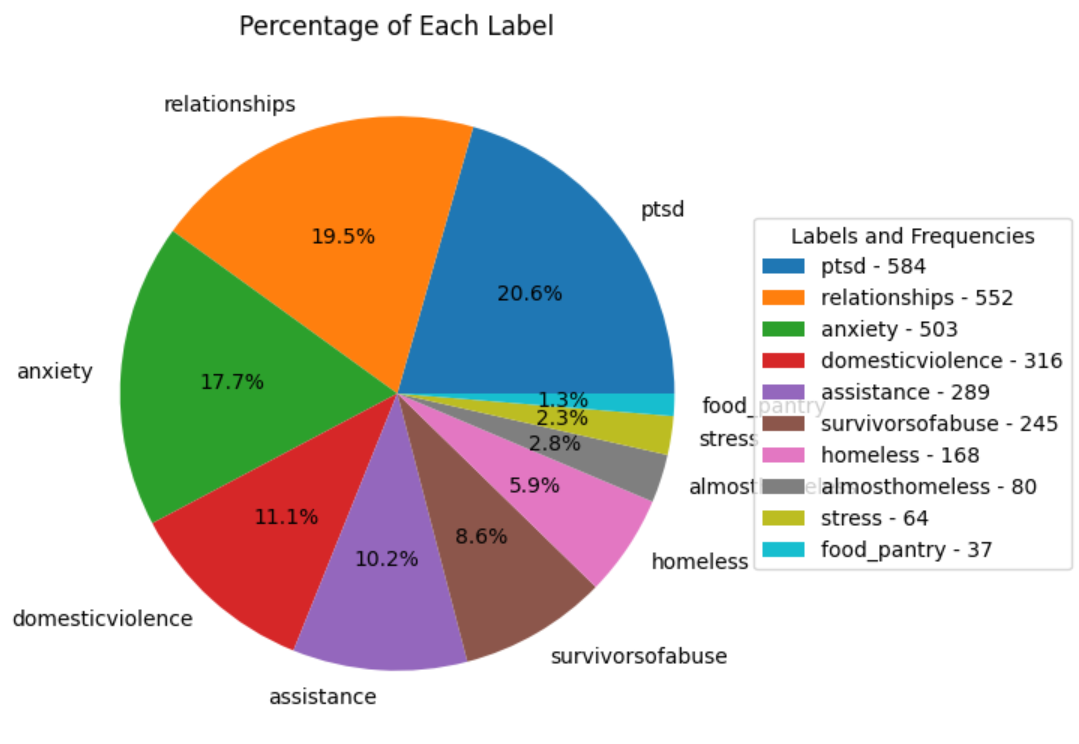 Percentage of Each Label
relationships
ptsd
anxiety
domesticviolence
assistance
survivorsofabuse
homeless
stress
food_pantry
19.5%
20.6%
17.7%
11.1%
10.2%
8.6%
5.9%
2.8%
2.3%
1.3%
Labels and Frequencies
ptsd - 584
relationships - 552
anxiety - 503
domesticviolence - 316
assistance - 289
survivorsofabuse - 245
homeless - 168
almosthomeless - 80
stress - 64
food_pantry - 37